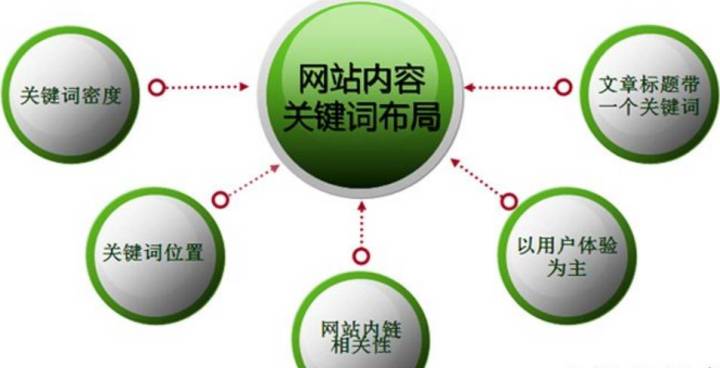 网站内容
关键词布局
关键词密度
文章标题带
一个关键词
关键词位置
以用户体验
为主
网站内链
相关性